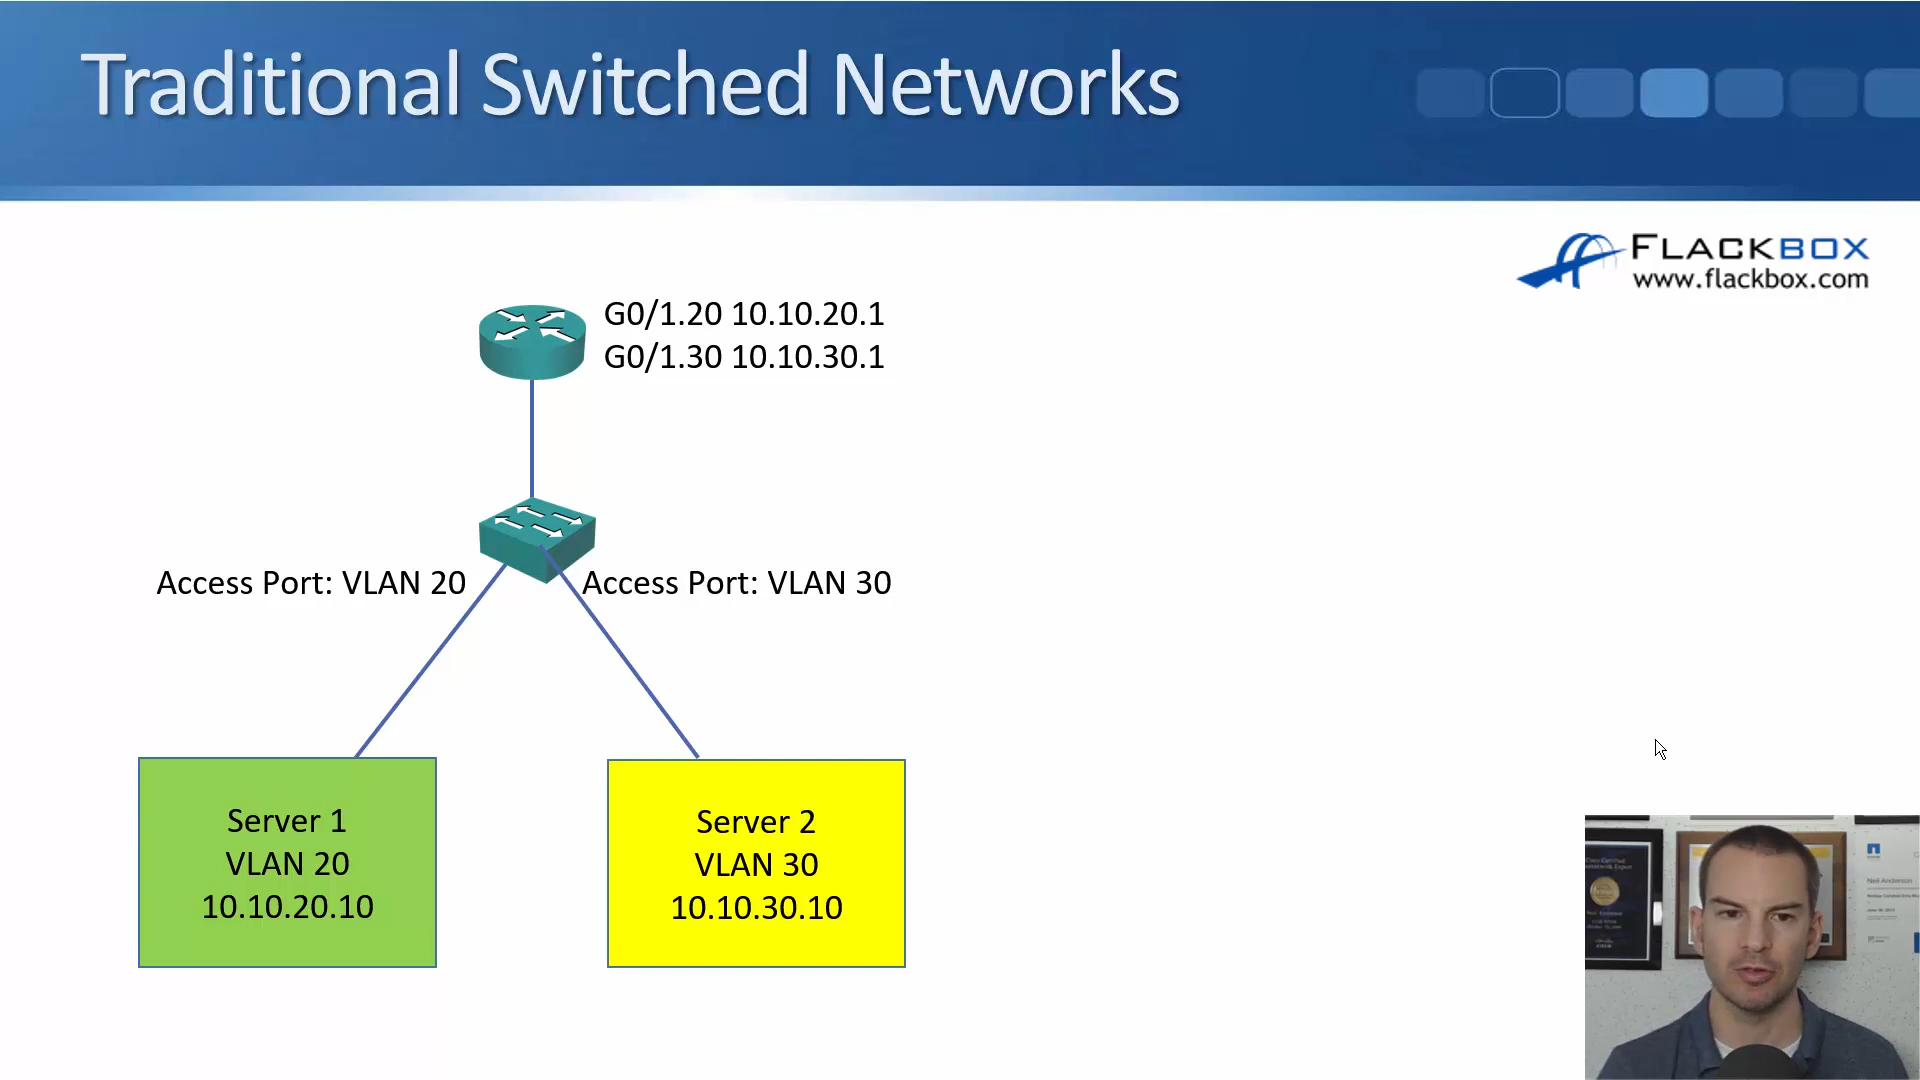 Traditional Switched Networks
FLACKBOX
www.flackbox.com
G0/1.20 10.10.20.1
G0/1.30 10.10.30.1
Access Port: VLAN 20
Access Port: VLAN 30
Server 1
VLAN 20
10.10.20.10
Server 2
VLAN 30
10.10.30.10
Neil Anderson